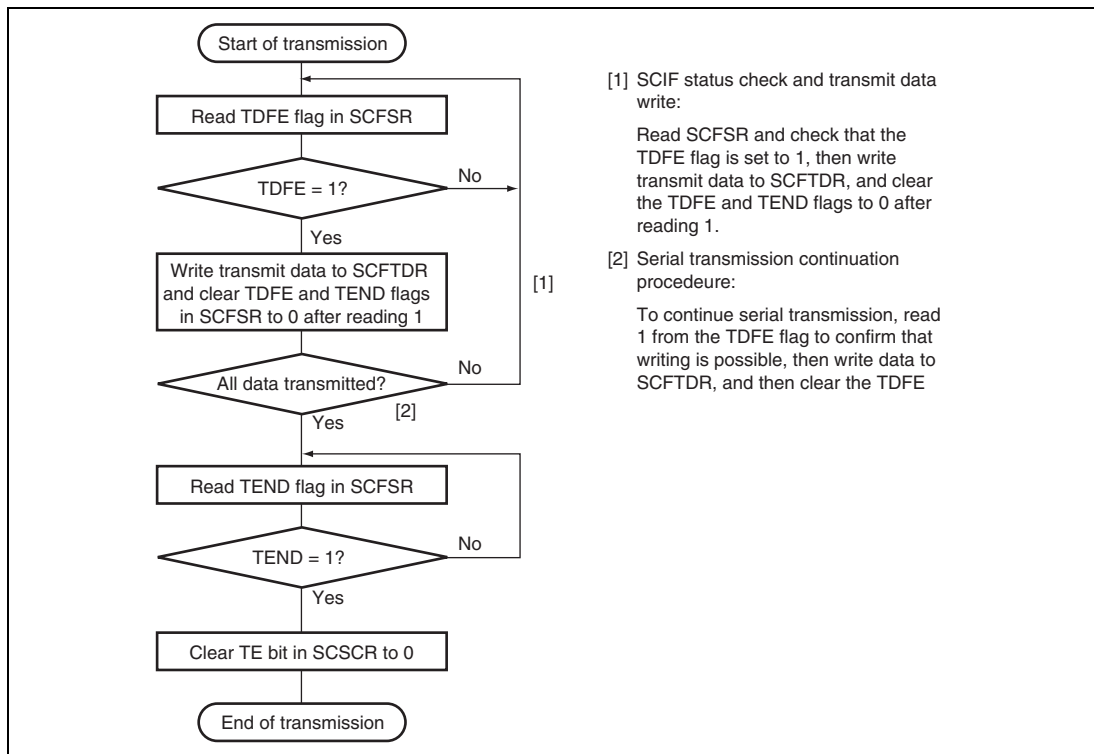 Start of transmission
Read TDFE flag in SCFSR
TDFE = 1?
No
Yes
Write transmit data to SCFTDR
and clear TDFE and TEND flags
in SCFSR to 0 after reading 1
[1]
All data transmitted?
No
[2]
Yes
Read TEND flag in SCFSR
TEND = 1?
No
Yes
Clear TE bit in SCSCR to 0
End of transmission
[1] SCIF status check and transmit data
write:
Read SCFSR and check that the
TDFE flag is set to 1, then write
transmit data to SCFTDR, and clear
the TDFE and TEND flags to 0 after
reading 1.
[2] Serial transmission continuation
procedeure:
To continue serial transmission, read
1 from the TDFE flag to confirm that
writing is possible, then write data to
SCFTDR, and then clear the TDFE